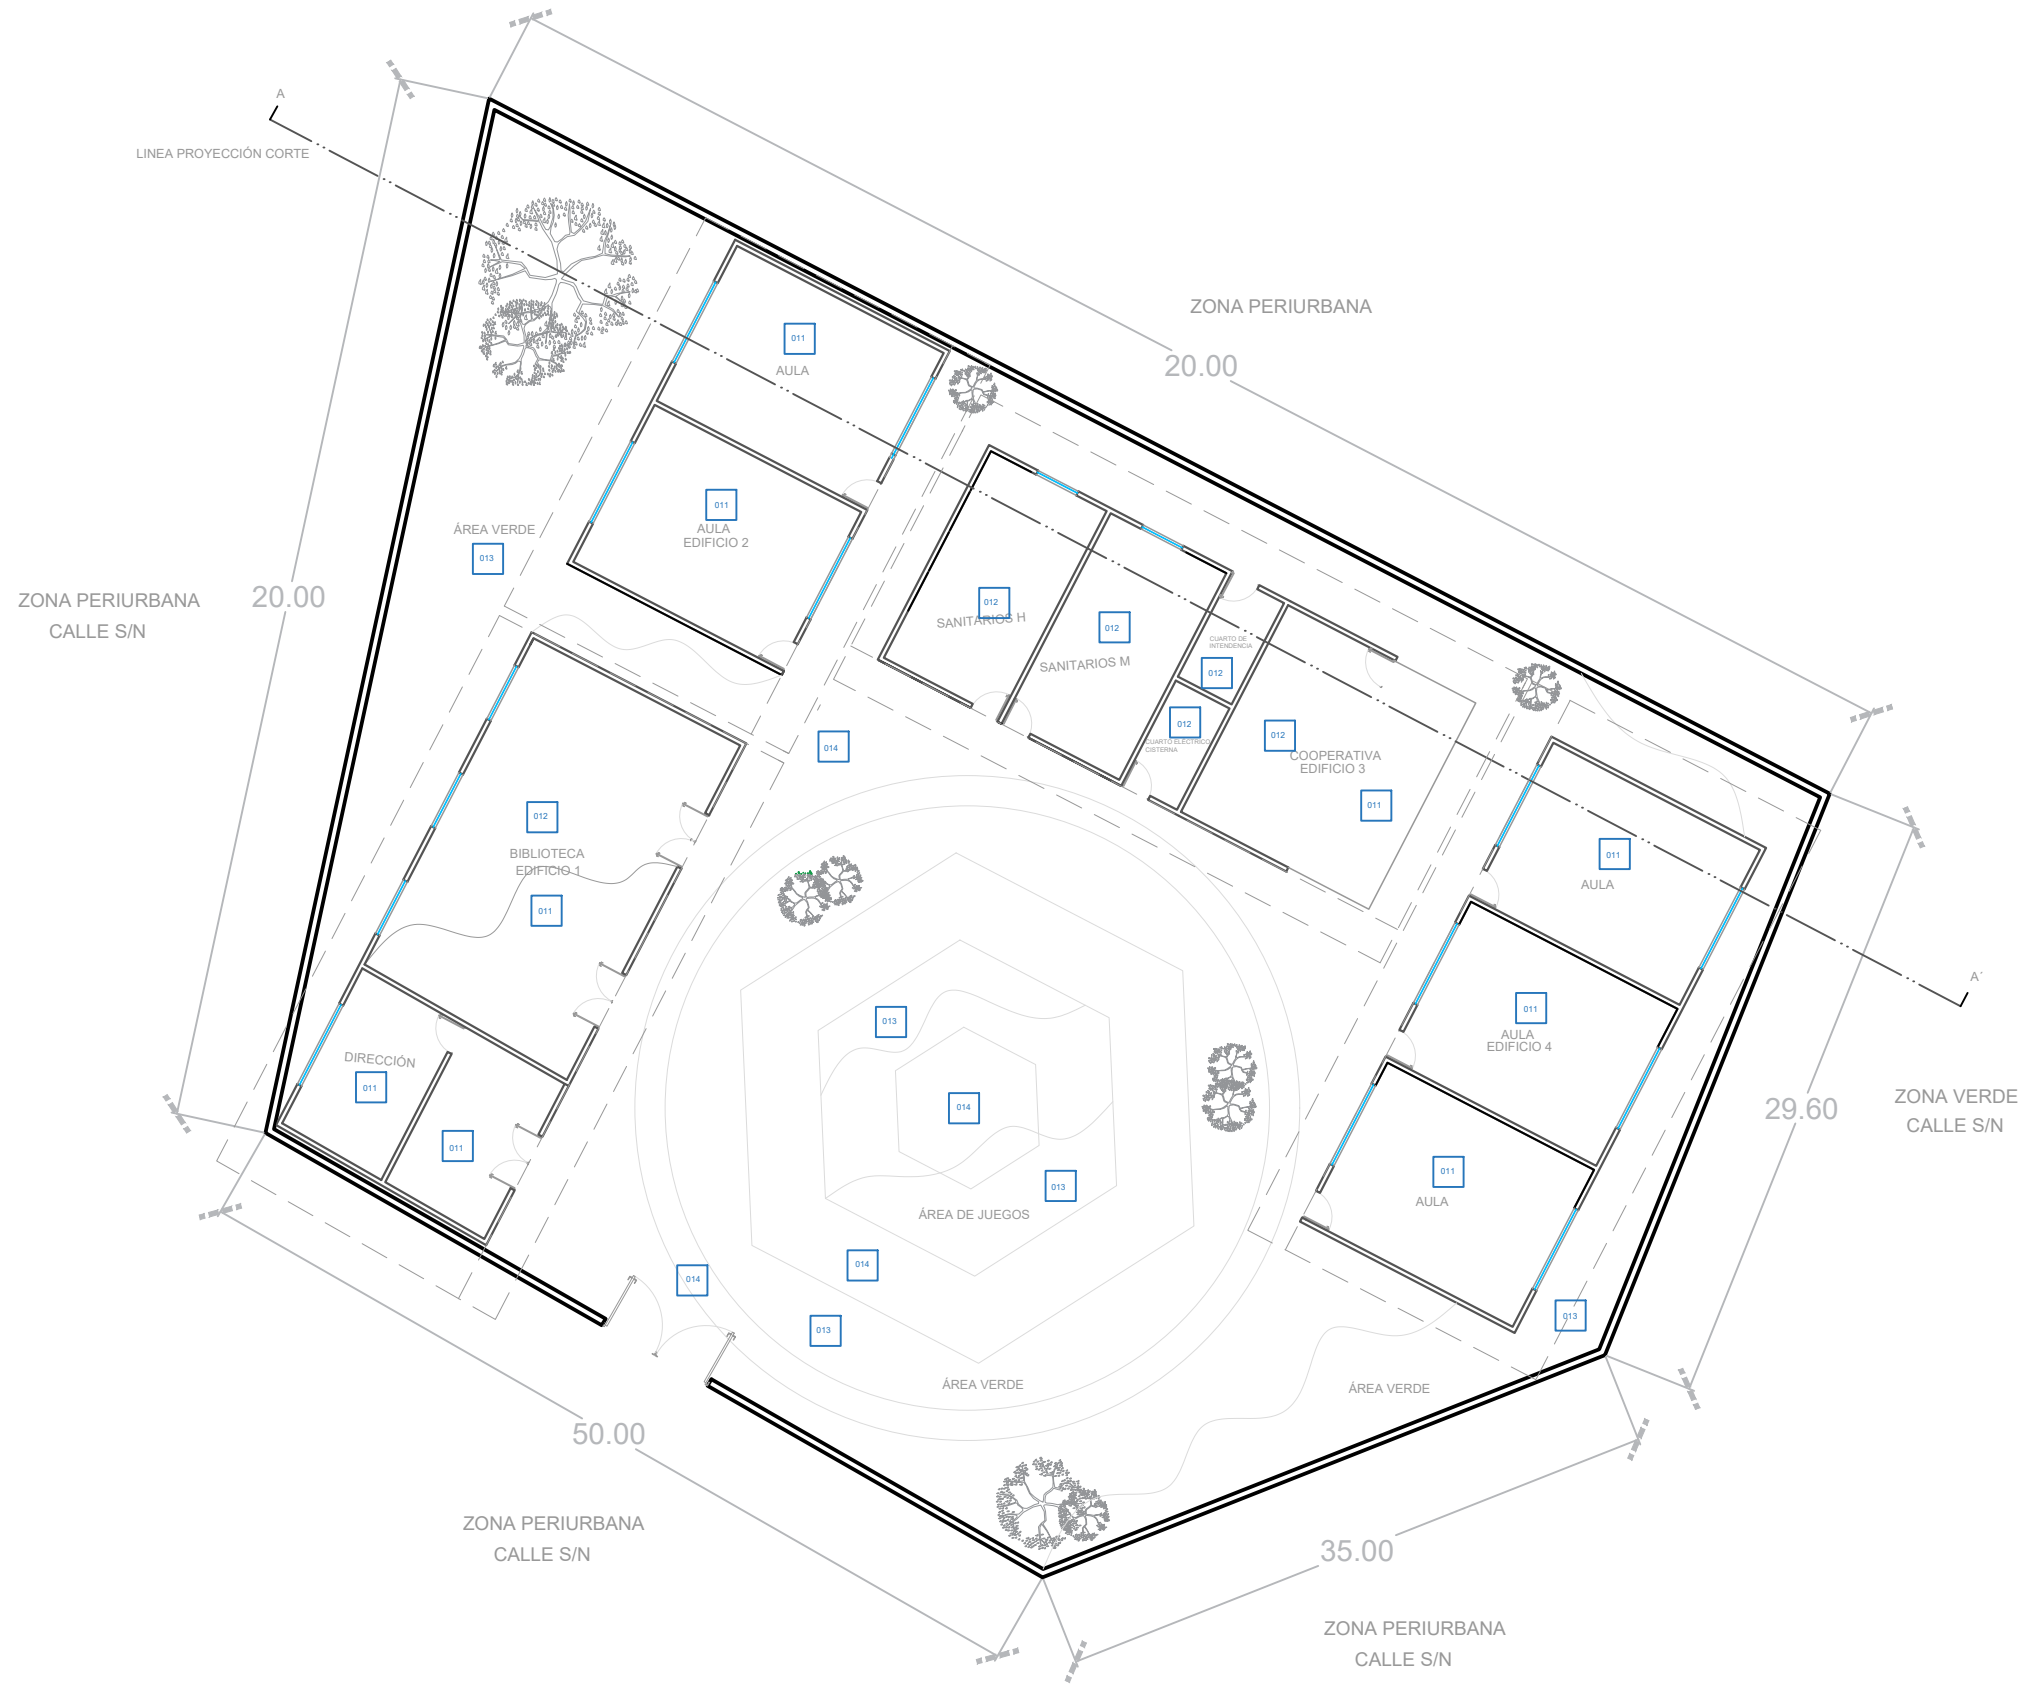 A
LINEA PROYECCIÓN CORTE
ZONA PERIURBANA
011
20.00
AULA
011
AULA
EDIFICIO 2
ÁREA VERDE
013
ZONA PERIURBANA
CALLE S/N
20.00
012
SANITARIOS H
012
SANITARIOS M
CUARTO DE
INTENDENCIA
012
012
CUARTO ELÉCTRICO
CISTERNA
012
COOPERATIVA
EDIFICIO 3
011
014
012
BIBLIOTECA
EDIFICIO 1
011
011
AULA
A´
011
AULA
EDIFICIO 4
013
DIRECCIÓN
011
014
29.60
ZONA VERDE
CALLE S/N
011
011
AULA
013
ÁREA DE JUEGOS
014
014
013
013
ÁREA VERDE
ÁREA VERDE
50.00
ZONA PERIURBANA
CALLE S/N
35.00
ZONA PERIURBANA
CALLE S/N